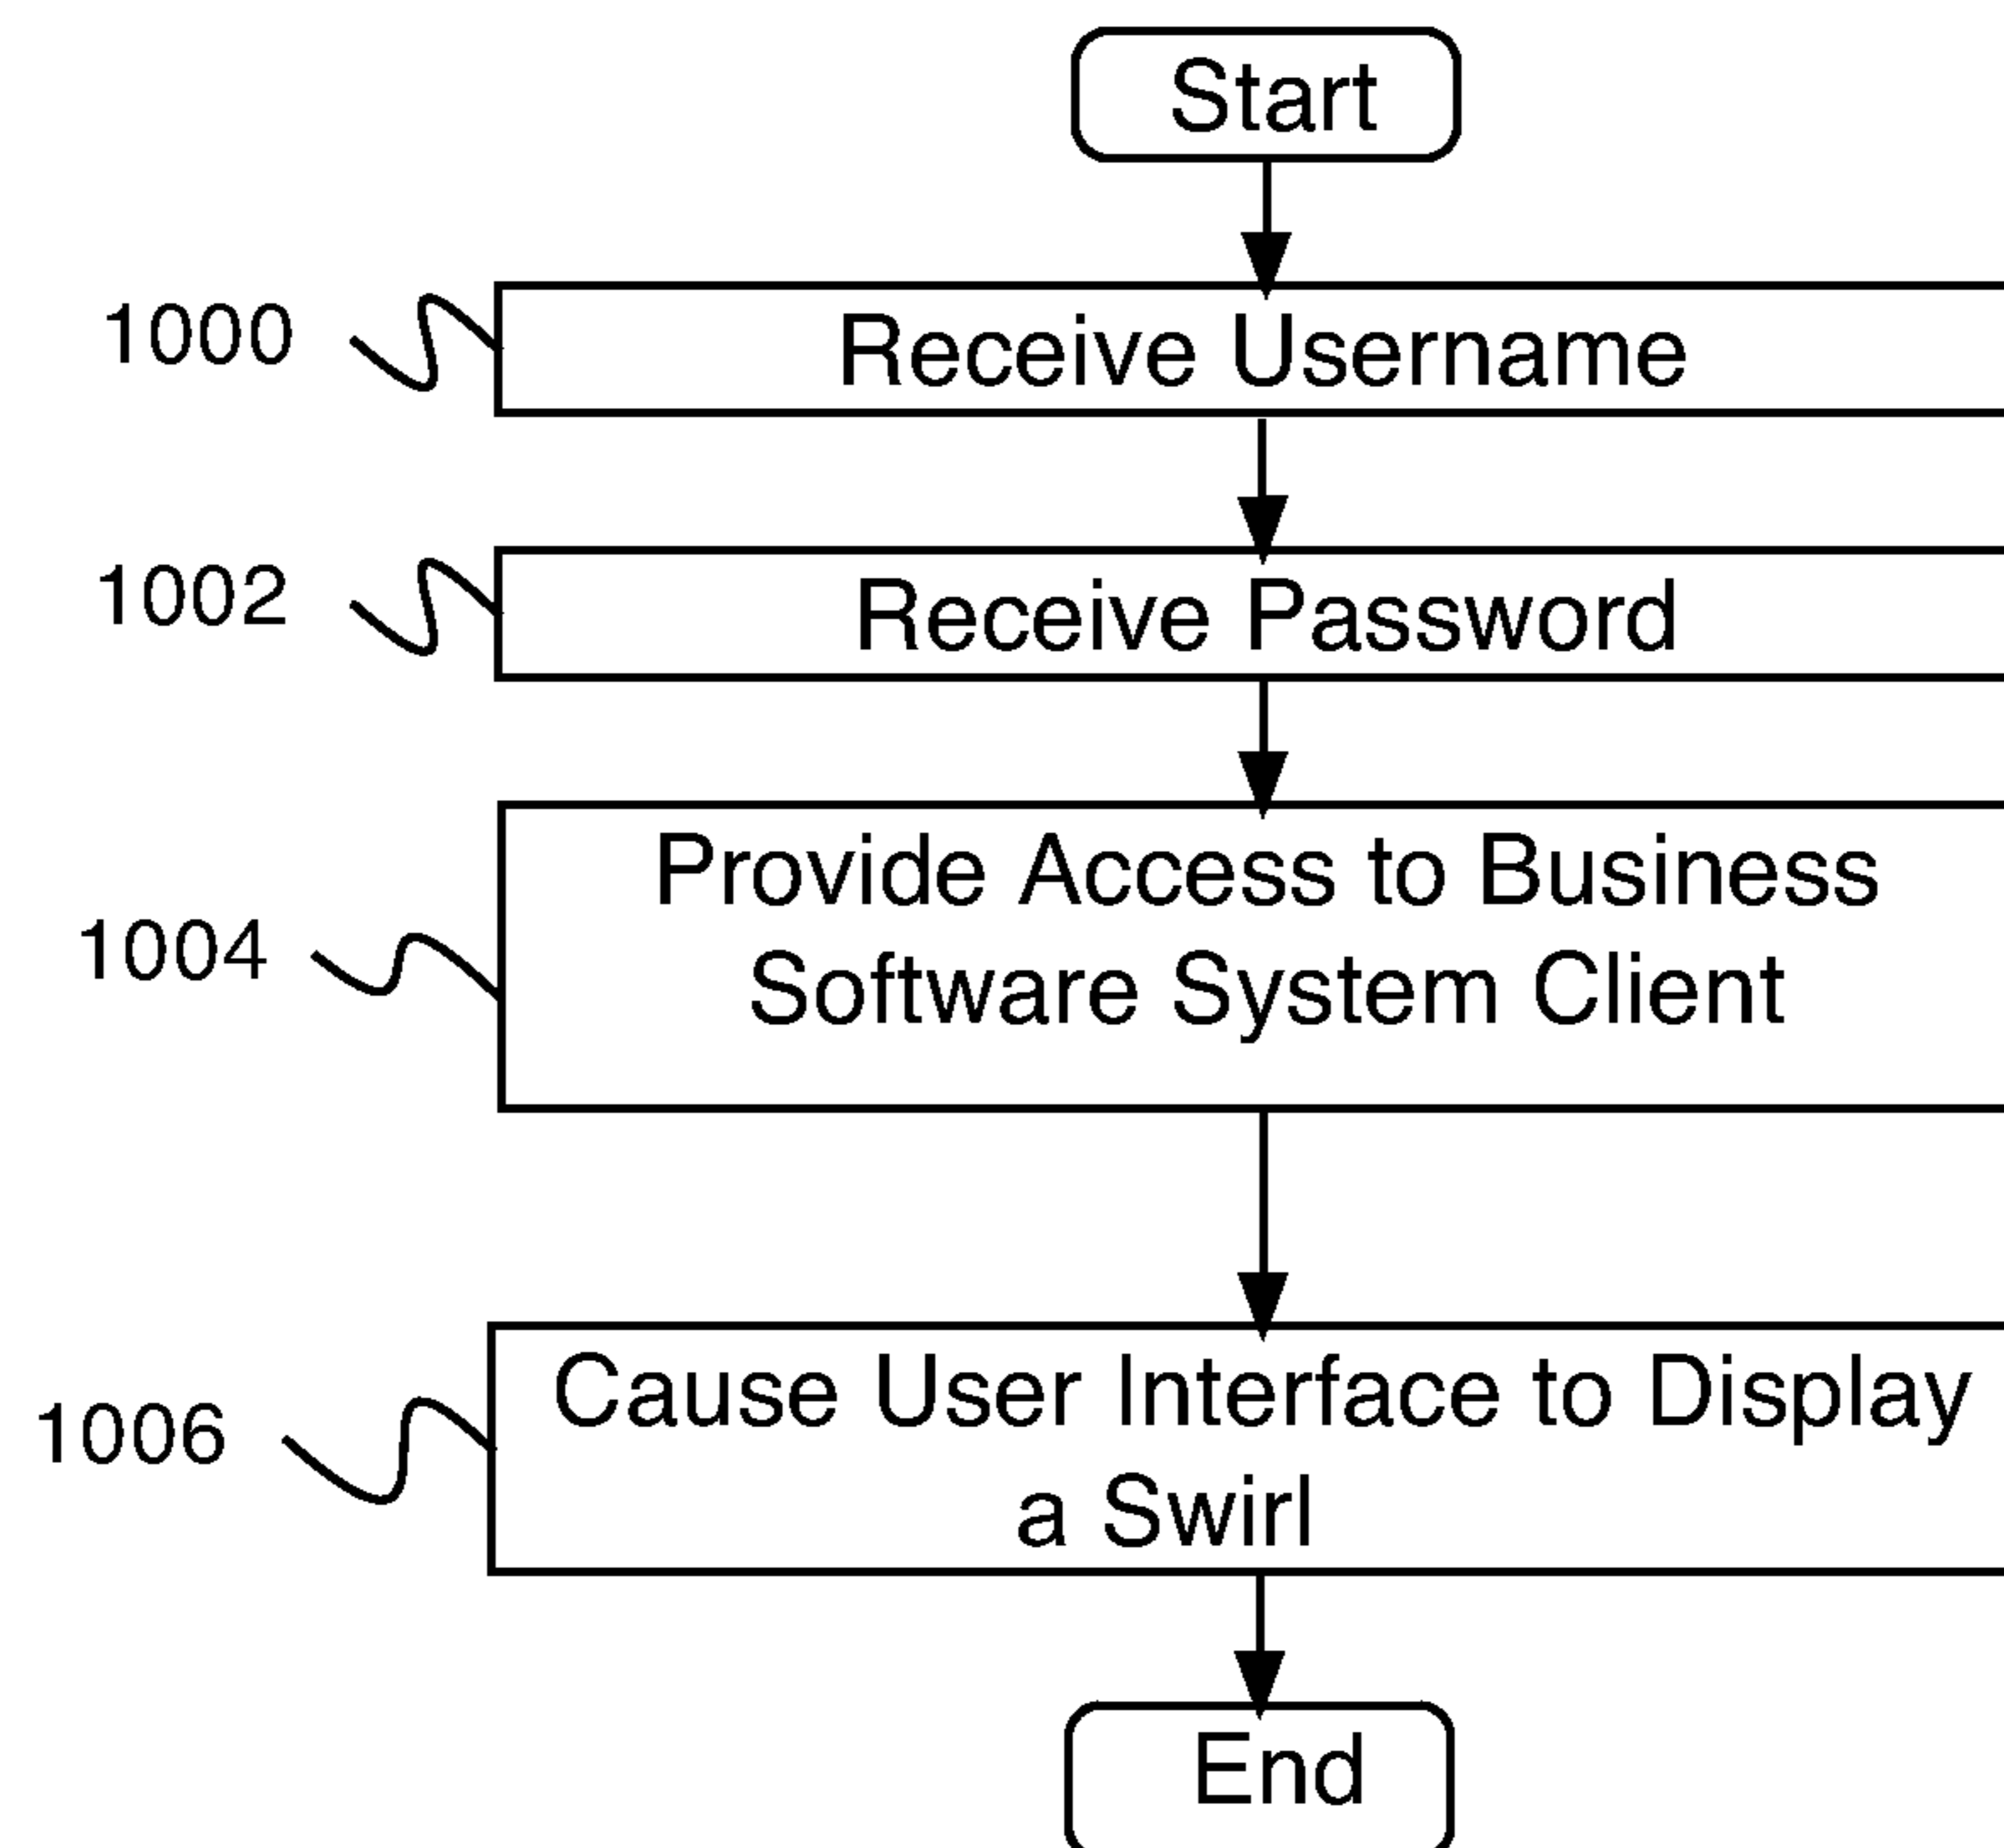 Start
1000
Receive Username
1002
Receive Password
1004
Provide Access to Business
Software System Client
1006
Cause User Interface to Display
a Swirl
End